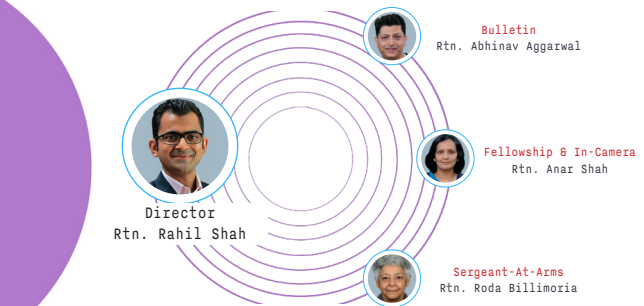 Bulletin
Rtn. Abhinav Aggarwal
Fellowship & In-Camera
Rtn. Anar Shah
Director
Rtn. Rahil Shah
Sergeant-At-Arms
Rtn. Roda Billimoria